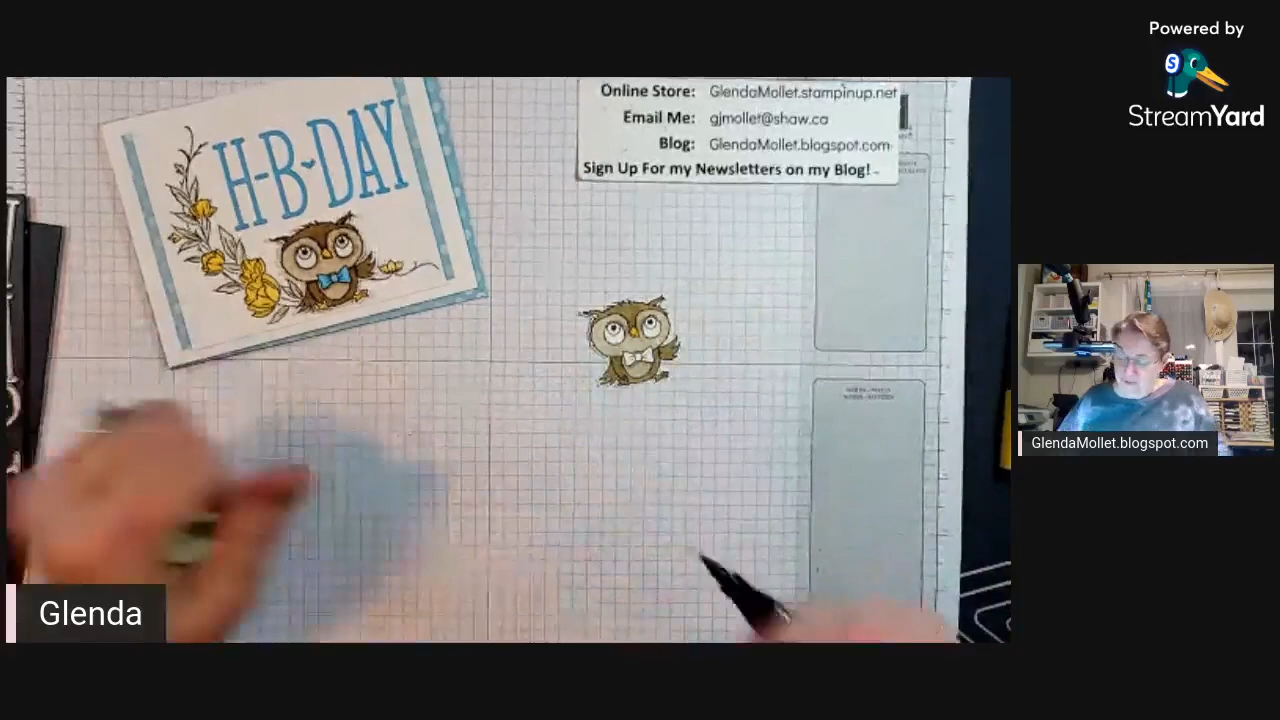 Powered by
StreamYard
Online Store: GlendaMollet.stampinup.net
Email Me: gjmollet@shaw.ca
Blog: GlendaMollet.blogspot.com
Sign Up For my Newsletters on my Blog!
H-B-DAY
GlendaMollet.blogspot.com
Glenda